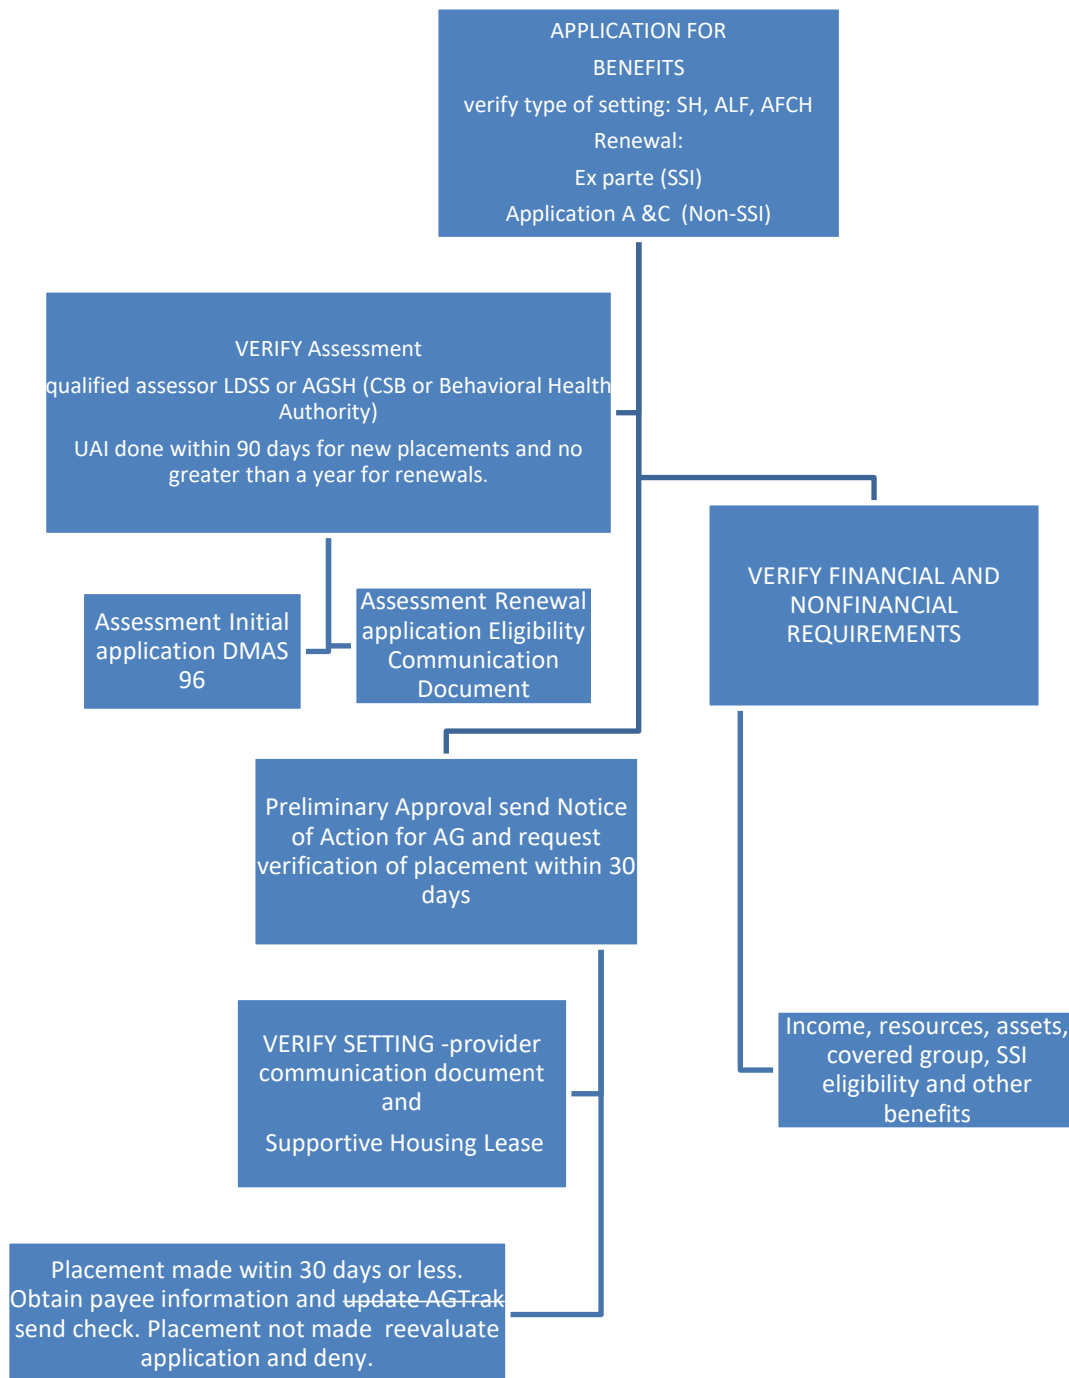 APPLICATION FOR
BENEFITS
verify type of setting: SH, ALF, AFCH
Renewal:
Ex parte (SSI)
Application A &C  (Non-SSI)
VERIFY Assessment
qualified assessor LDSS or AGSH (CSB or Behavioral Health
Authority)
UAI done within 90 days for new placements and no
greater than a year for renewals.
Assessment Initial
application DMAS
96
Assessment Renewal
application Eligibility
Communication
Document
VERIFY FINANCIAL AND
NONFINANCIAL
REQUIREMENTS
Preliminary Approval send Notice
of Action for AG and request
verification of placement within 30
days
VERIFY SETTING -provider
communication document
and
Supportive Housing Lease
Income, resources, assets,
covered group, SSI
eligibility and other
benefits
Placement made witin 30 days or less.
Obtain payee information and update AGTrak
send check. Placement not made  reevaluate
application and deny.